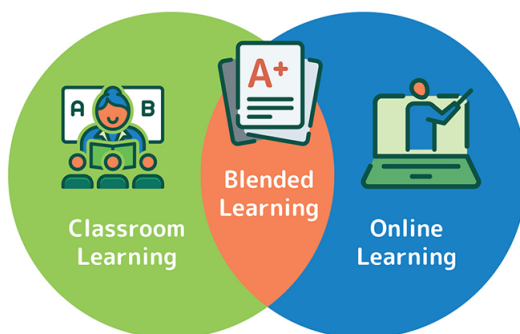 A B
A+
Blended
Learning
Classroom
Learning
Online
Learning